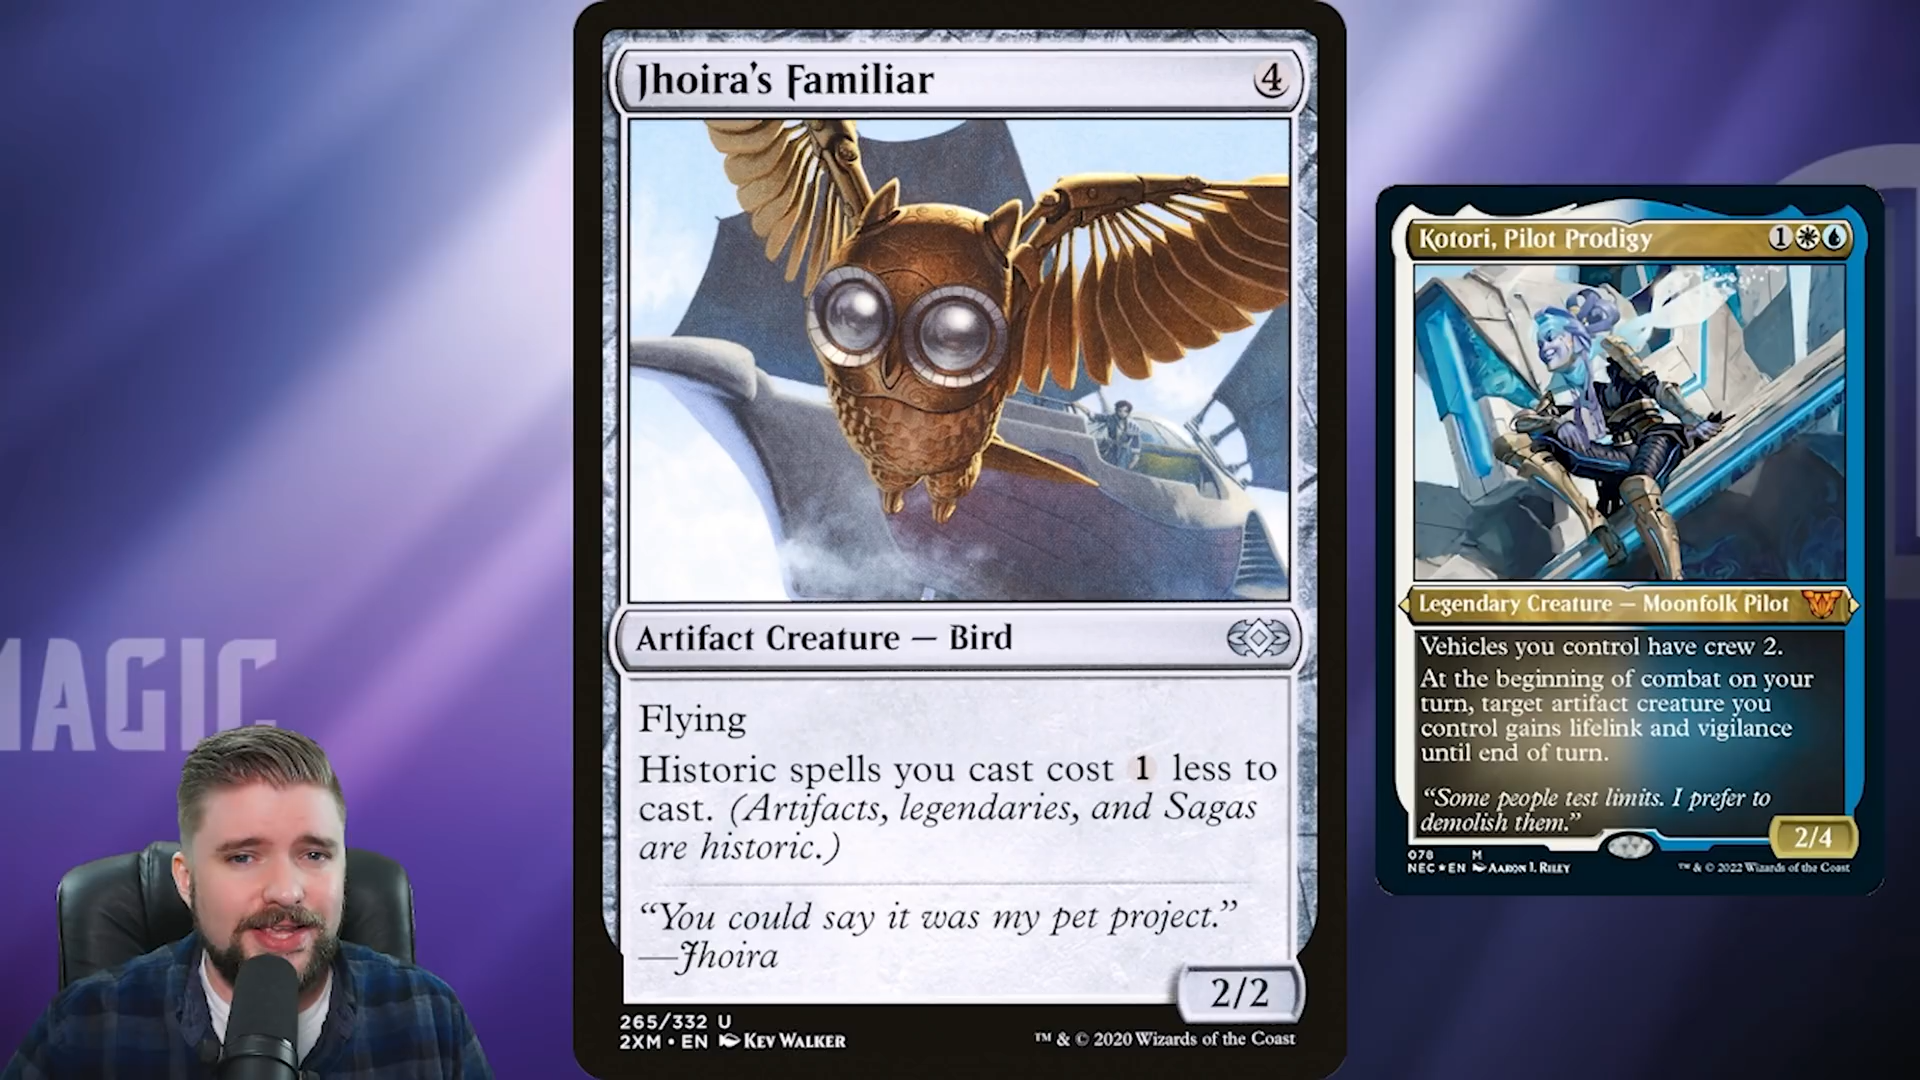 MAGIC
Jhoira's Familiar 4
Artifact Creature — Bird
Flying
Historic spells you cast cost 1 less to
cast. (Artifacts, legendaries, and Sagas
are historic.)
“You could say it was my pet project.”
—Jhoira
2/2
265/332 U
2XM • EN KEV WALKER
™ & © 2020 Wizards of the Coast
Kotori, Pilot Prodigy 1
Legendary Creature — Moonfolk Pilot
Vehicles you control have crew 2.
At the beginning of combat on your
turn, target artifact creature you
control gains lifelink and vigilance
until end of turn.
“Some people test limits. I prefer to
demolish them.”
2/4
078 M
NEC ★ EN AARON J. RILEY
™ & © 2022 Wizards of the Coast